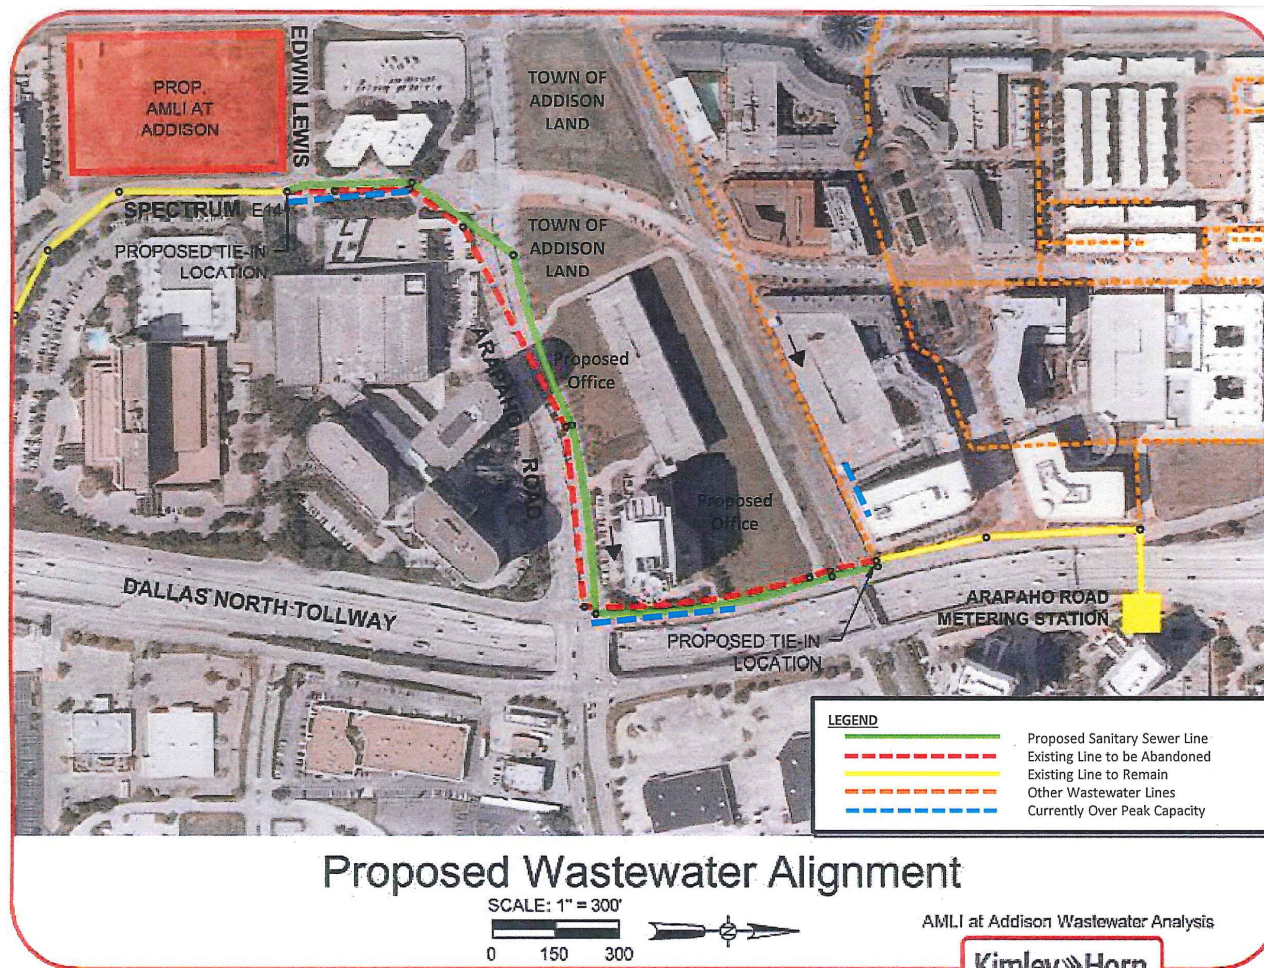 PROP.
AMLI AT
ADDISON
EDWIN LEWIS
TOWN OF
ADDISON
LAND
SPECTRUM
PROPOSED TIE-IN
LOCATION
TOWN OF
ADDISON
LAND
ARAPAHO ROAD
Proposed
Office
Proposed
Office
DALLAS NORTH TOLLWAY
PROPOSED TIE-IN
LOCATION
ARAPAHO ROAD
METERING STATION
LEGEND
Proposed Sanitary Sewer Line
Existing Line to be Abandoned
Existing Line to Remain
Other Wastewater Lines
Currently Over Peak Capacity
Proposed Wastewater Alignment
SCALE: 1" = 300'
0 150 300
Z
AMLI at Addison Wastewater Analysis
Kimley»Horn